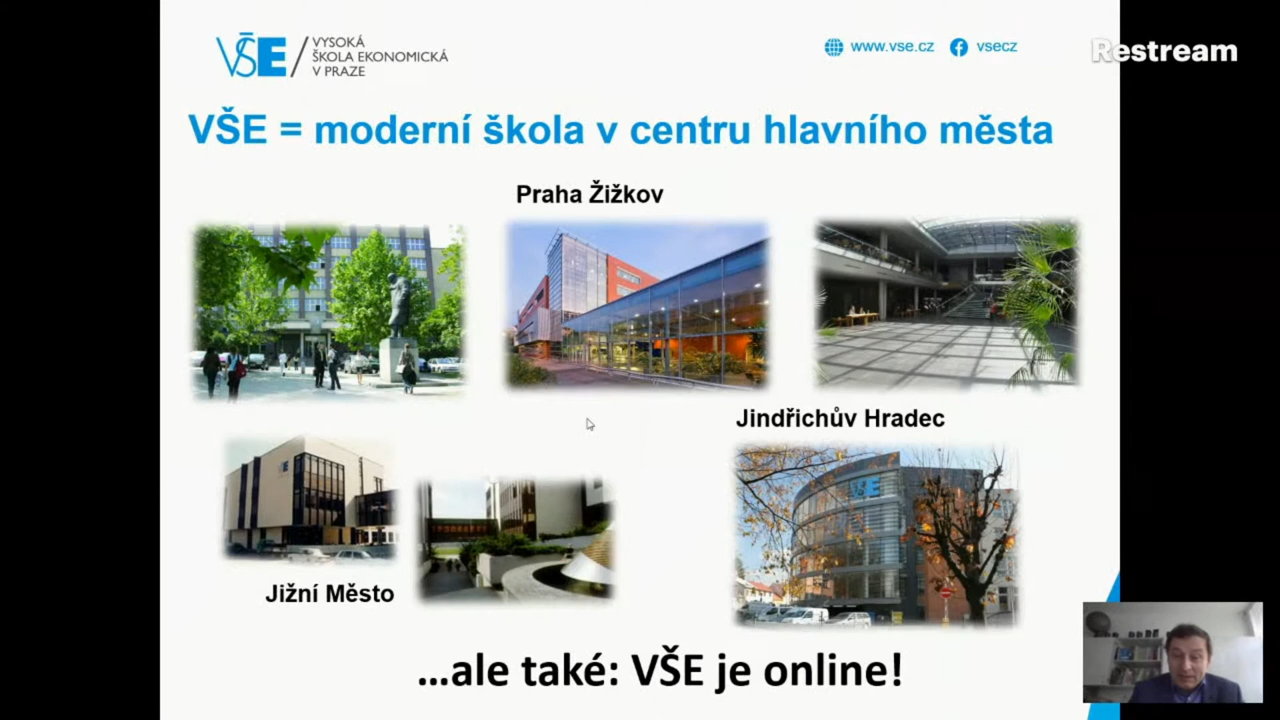 VŠE
VYSOKÁ
ŠKOLA EKONOMICKÁ
V PRAZE
www.vse.cz vsecz
Restream
VŠE = moderní škola v centru hlavního města
Praha Žižkov
Jindřichův Hradec
VŠE
Jižní Město
...ale také: VŠE je online!